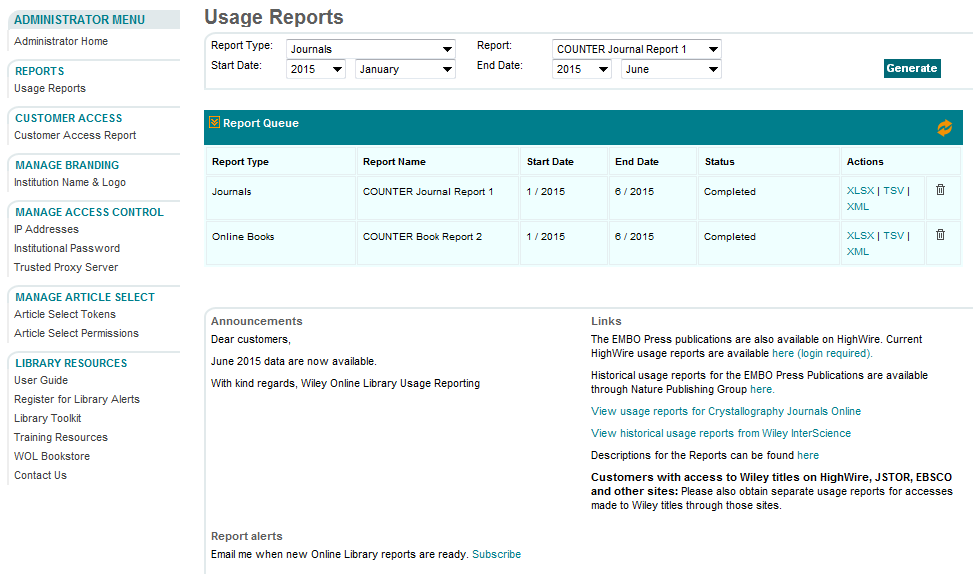 ADMINISTRATOR MENU
Administrator Home
REPORTS
Usage Reports
CUSTOMER ACCESS
Customer Access Report
MANAGE BRANDING
Institution Name & Logo
MANAGE ACCESS CONTROL
IP Addresses
Institutional Password
Trusted Proxy Server
MANAGE ARTICLE SELECT
Article Select Tokens
Article Select Permissions
LIBRARY RESOURCES
User Guide
Register for Library Alerts
Library Toolkit
Training Resources
WOL Bookstore
Contact Us
Usage Reports
Report Type: Journals Report: COUNTER Journal Report 1
Start Date: 2015 January End Date: 2015 June
Generate
Report Queue
Report Type Report Name Start Date End Date Status Actions
Journals COUNTER Journal Report 1 1 / 2015 6 / 2015 Completed XLSX | TSV |
XML
Online Books COUNTER Book Report 2 1 / 2015 6 / 2015 Completed XLSX | TSV |
XML
Announcements
Dear customers,
June 2015 data are now available.
With kind regards, Wiley Online Library Usage Reporting
Links
The EMBO Press publications are also available on HighWire. Current
HighWire usage reports are available here (login required).
Historical usage reports for the EMBO Press Publications are available
through Nature Publishing Group here.
View usage reports for Crystallography Journals Online
View historical usage reports from Wiley InterScience
Descriptions for the Reports can be found here
Customers with access to Wiley titles on HighWire, JSTOR, EBSCO
and other sites: Please also obtain separate usage reports for accesses
made to Wiley titles through those sites.
Report alerts
Email me when new Online Library reports are ready. Subscribe